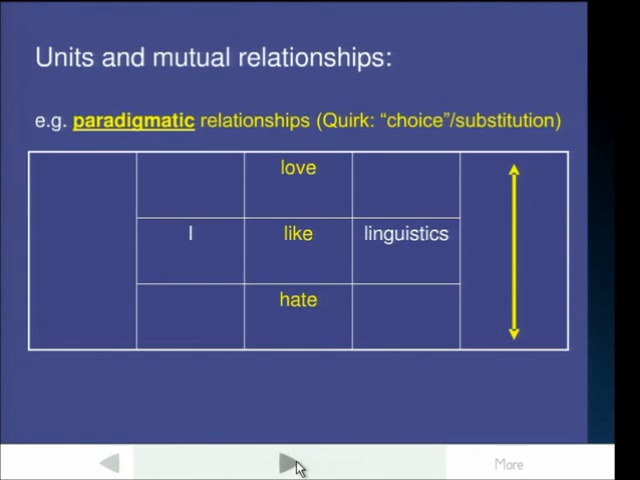 Units and mutual relationships:
e.g. paradigmatic relationships (Quirk: “choice”/substitution)
love
I like linguistics
hate
More